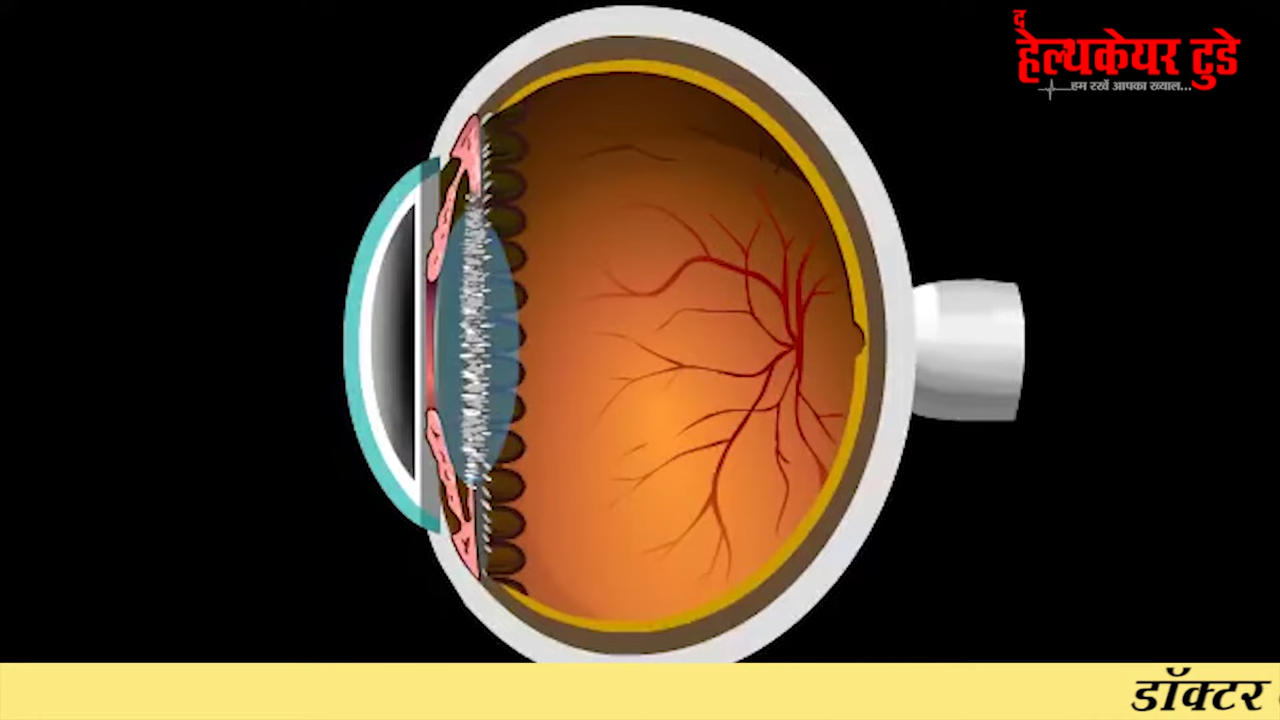 द
हेल्थकेयर टुडे
हम रखें आपका ख्याल...
डॉक्टर